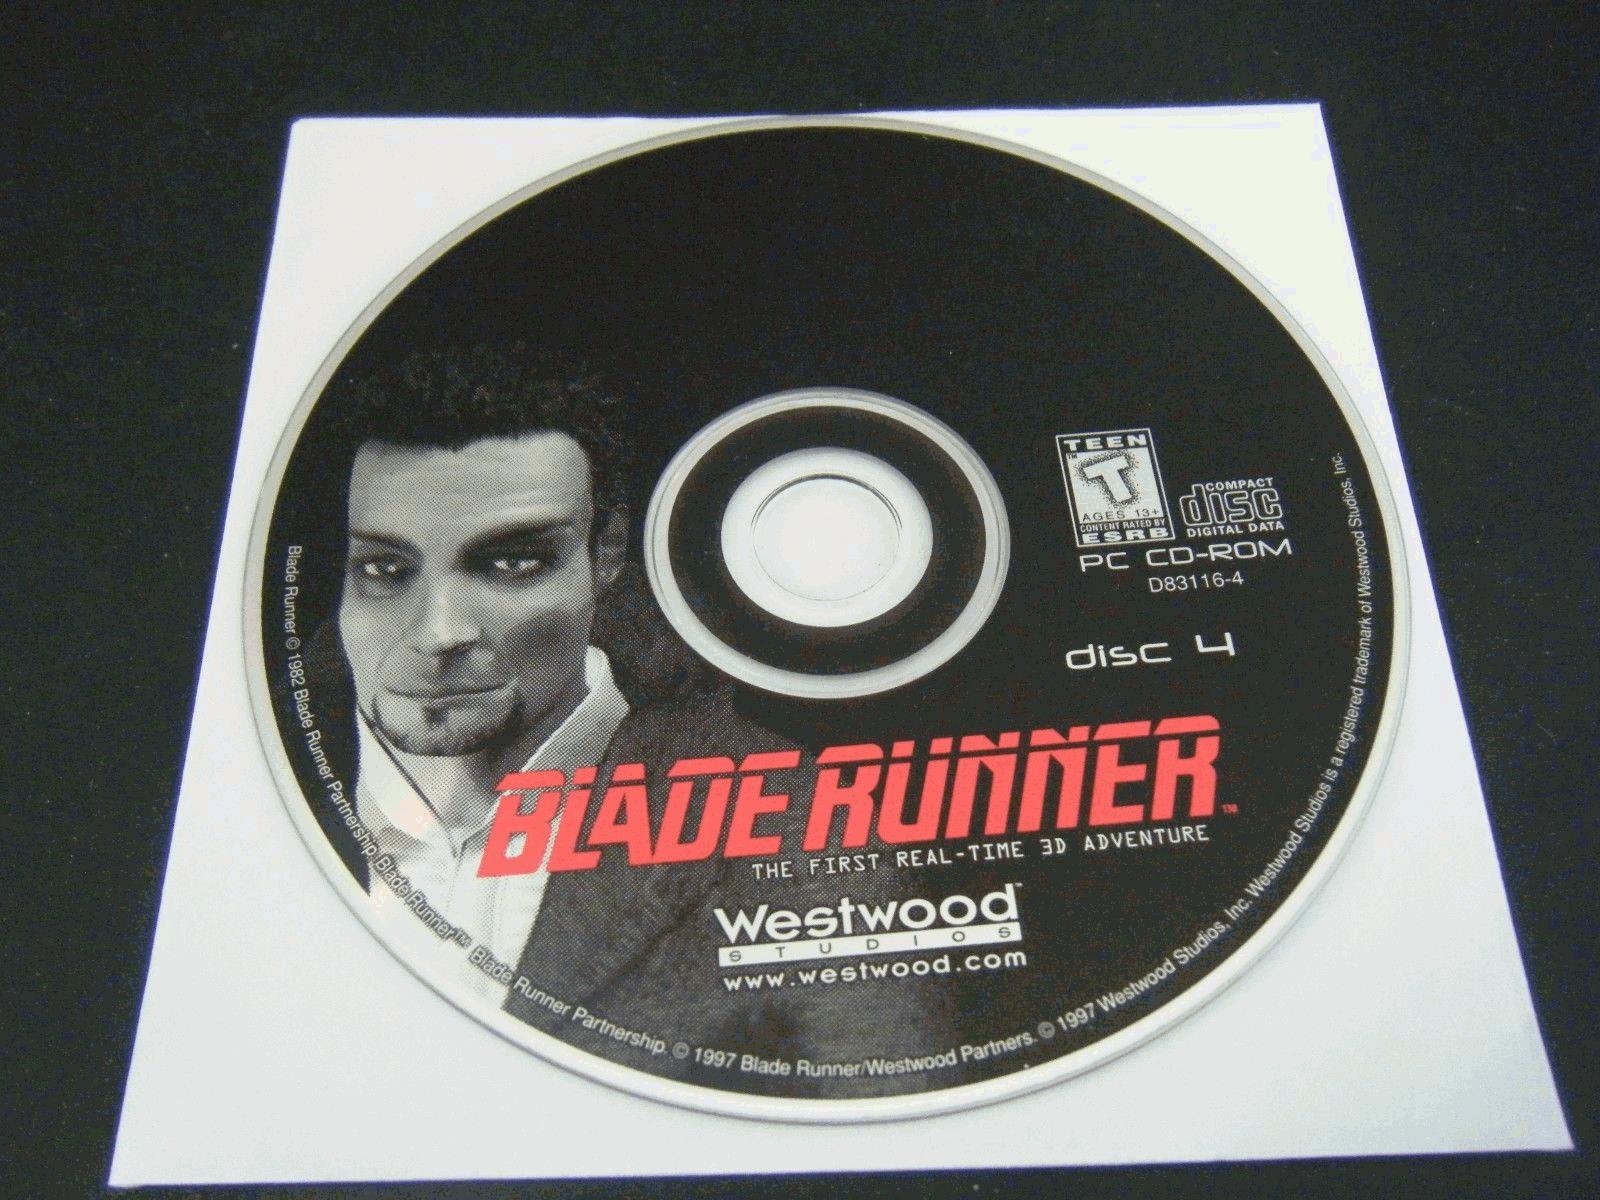 TEEN
T
AGES 13+
CONTENT RATED BY
ESRB
COMPACT
disc
DIGITAL DATA
PC CD-ROM
D83116-4
disc 4
BLADE RUNNER™
THE FIRST REAL-TIME 3D ADVENTURE
Westwood™
STUDIOS
www.westwood.com
Blade Runner © 1982 Blade Runner Partnership. Blade Runner™ Blade Runner Partnership. © 1997 Blade Runner/Westwood Partners. © 1997 Westwood Studios, Inc. Westwood Studios is a registered trademark of Westwood Studios, Inc.